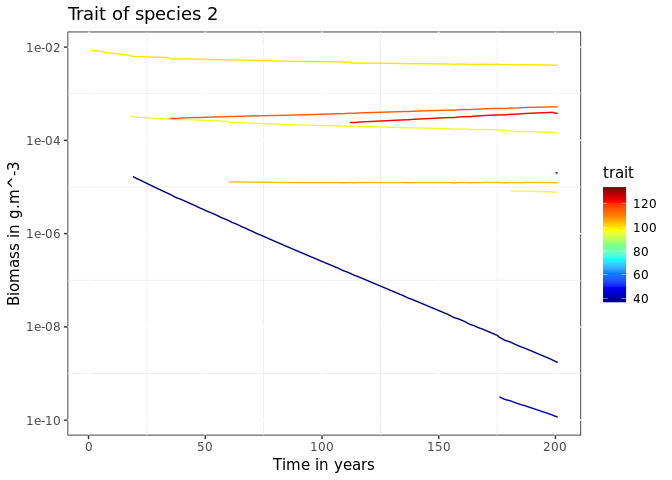 Trait of species 2
1e-02
1e-04
1e-06
1e-08
1e-10
Biomass in g.m^-3
0 50 100 150 200
Time in years
trait
120
100
80
60
40